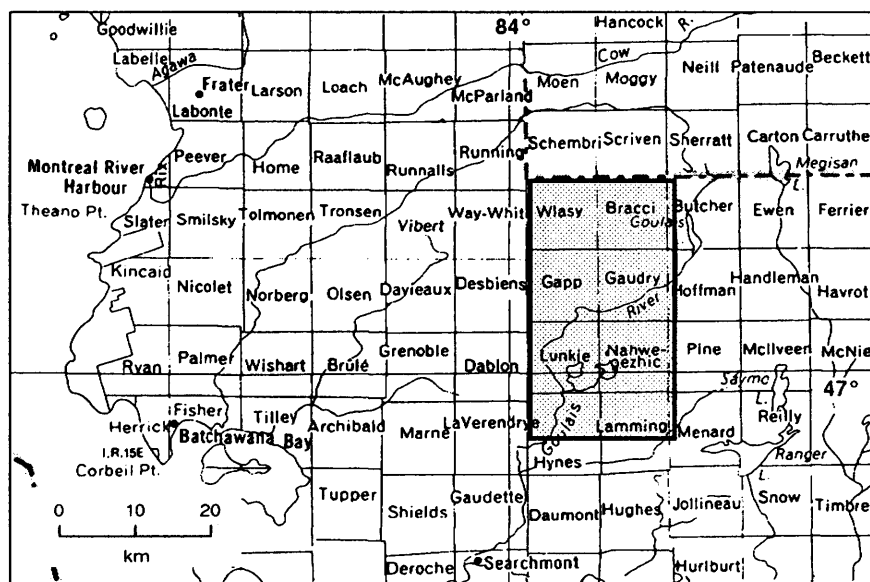 Goodwillie
84°
Hancock
R.
Labelle
Agawa
Cow
Frater
Larson
Loach
McAughey
Moen
Moggy
Neill
Patenaude
Beckett
Labonte
McParland
Schembri
Scriven
Sherratt
Carton
Carruthe
Montreal River
Harbour
Peever
Rix
Home
Raaflaub
Runnalls
Running
Megisan
L.
Theano Pt.
Slater
Smilsky
Tolmonen
Tronsen
Way-Whit
Wlasy
Bracci
Butcher
Ewen
Ferrier
Vibert
Goulais
Kincaid
Nicolet
Norberg
Olsen
Davieaux
Desbiens
Gapp
Gaudry
Hoffman
Handleman
Havrot
River
Ryan
Palmer
Wishart
Brûlé
Grenoble
Dablon
Lunkie
Nahwe-
gezhic
Pine
McIlveen
McNie
Saymo
L.
47°
Herrick
Fisher
Batchawana Bay
Tilley
Archibald
Marne
LaVerendrye
Goulais
Lamming
Menard
Reilly
I.R.15E
Corbeil Pt.
Hynes
Ranger
L.
Tupper
Shields
Gaudette
Daumont
Hughes
Jollineau
Snow
Timbre
0 10 20
km
Deroche
Searchmont
Hurlburt